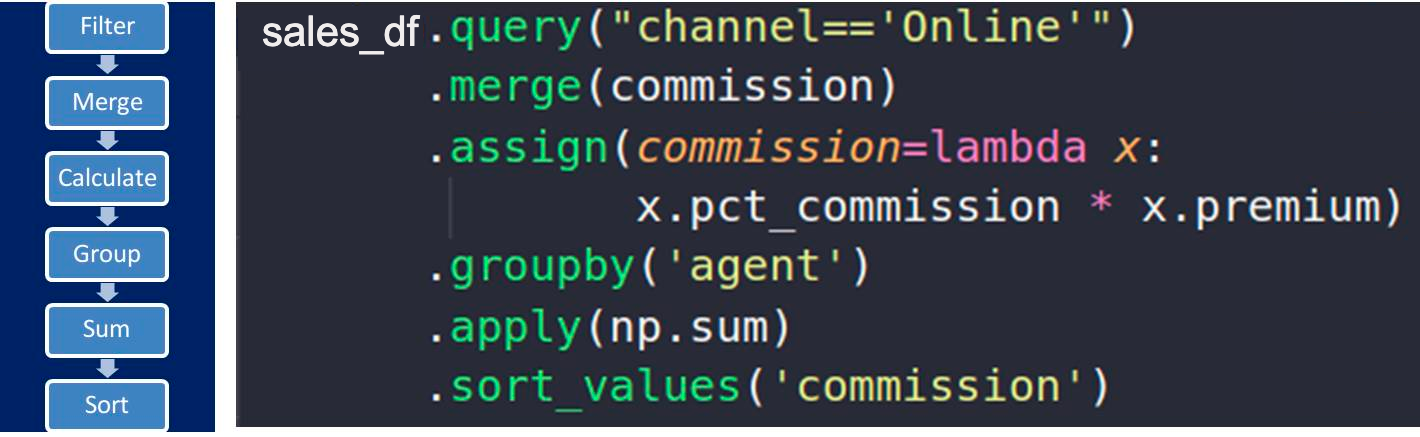 Filter
Merge
Calculate
Group
Sum
Sort
sales_df.query("channel=='Online'")
.merge(commission)
.assign(commission=lambda x:
x.pct_commission * x.premium)
.groupby('agent')
.apply(np.sum)
.sort_values('commission')